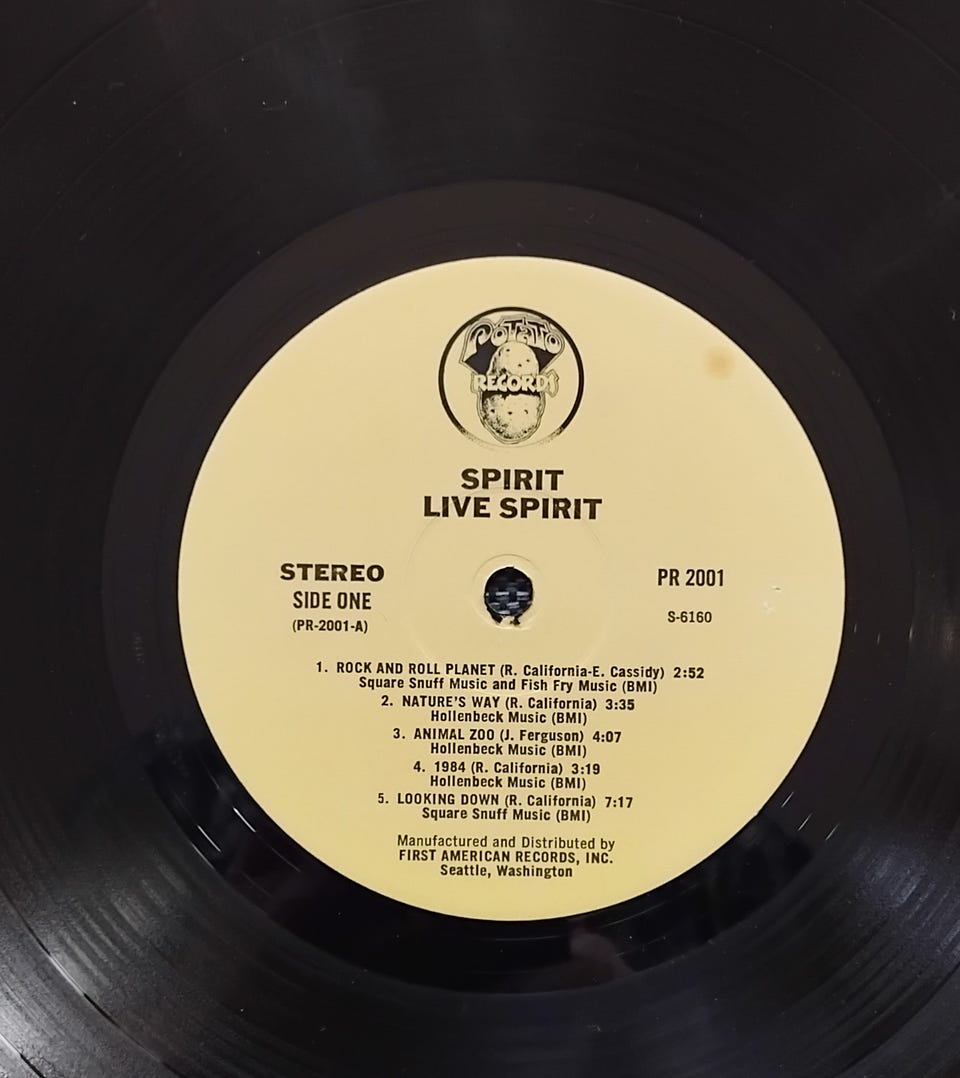 POTATO
RECORDS
SPIRIT
LIVE SPIRIT
STEREO
SIDE ONE
(PR-2001-A)
PR 2001
S-6160
1. ROCK AND ROLL PLANET (R. California-E. Cassidy) 2:52
Square Snuff Music and Fish Fry Music (BMI)
2. NATURE'S WAY (R. California) 3:35
Hollenbeck Music (BMI)
3. ANIMAL ZOO (J. Ferguson) 4:07
Hollenbeck Music (BMI)
4. 1984 (R. California) 3:19
Hollenbeck Music (BMI)
5. LOOKING DOWN (R. California) 7:17
Square Snuff Music (BMI)
Manufactured and Distributed by
FIRST AMERICAN RECORDS, INC.
Seattle, Washington